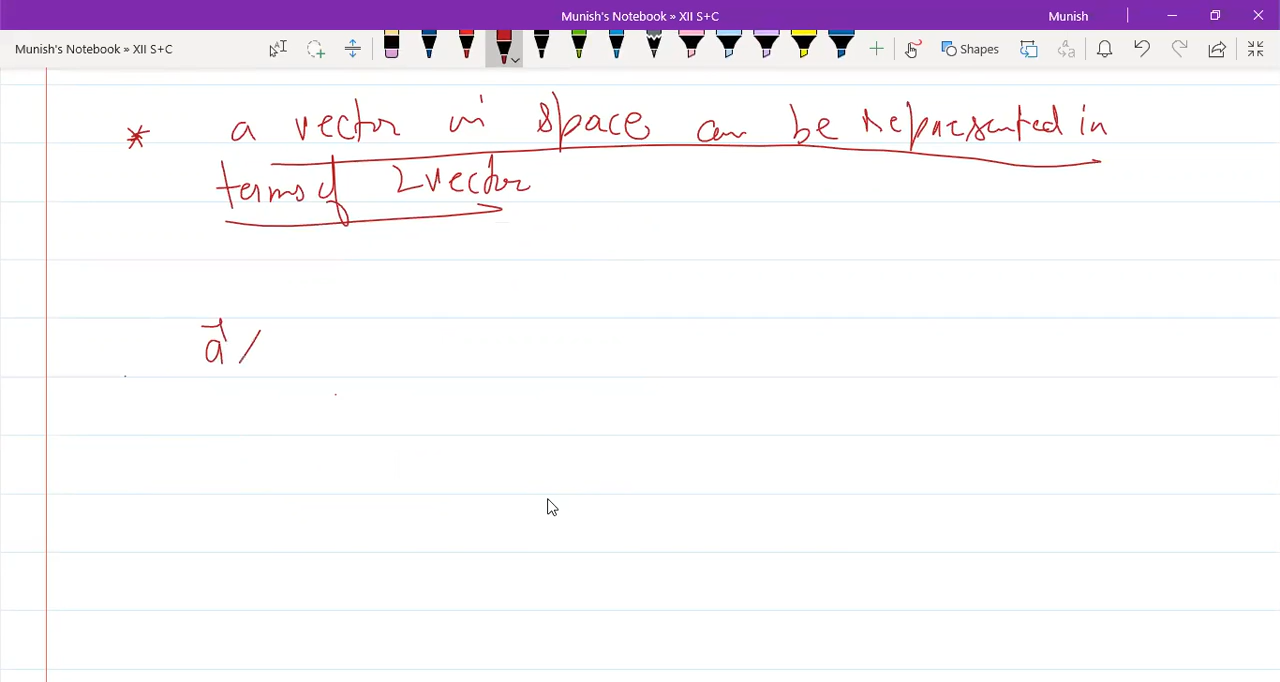 Munish's Notebook » XII S+C
Munish
Munish's Notebook » XII S+C
Shapes
* a vector in space can be represented in
terms of 2 vector
a⃗ /